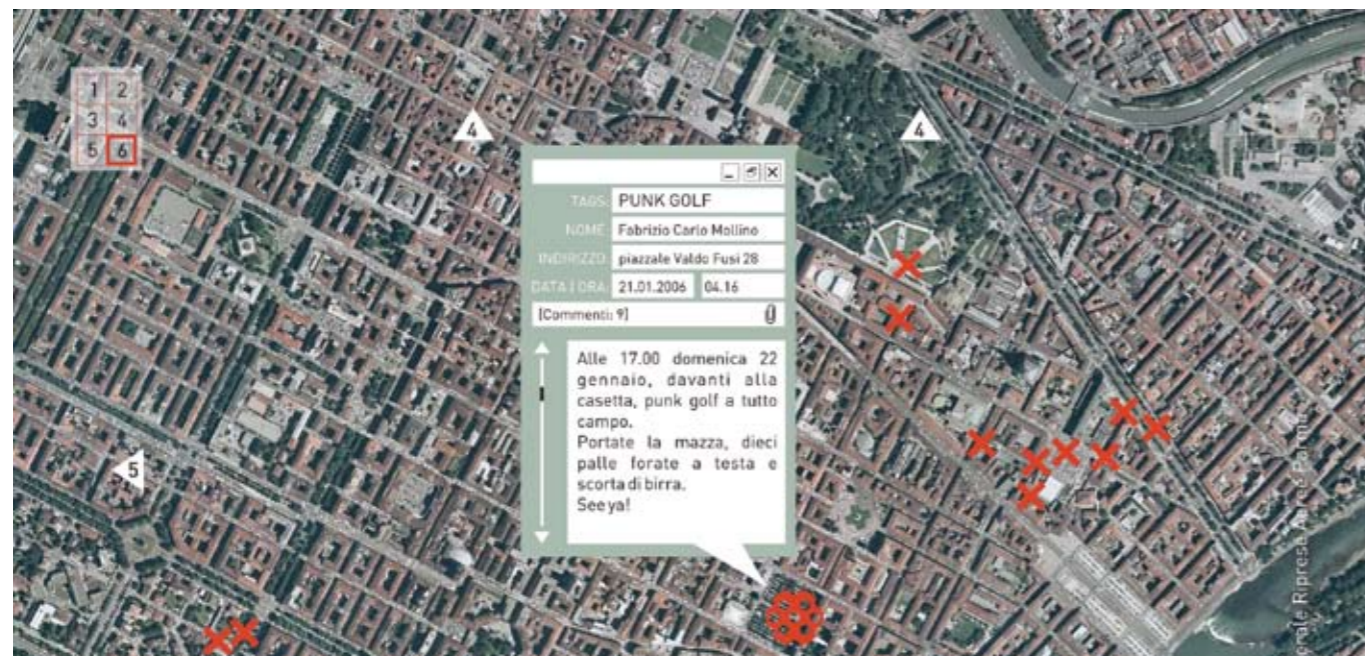 1 2
3 4
5 6
4
4
5
TAGS: PUNK GOLF
NOME: Fabrizio Carlo Mollino
INDIRIZZO: piazzale Valdo Fusi 28
DATA | ORA: 21.01.2006 04.16
[Commenti: 9]
Alle 17.00 domenica 22
gennaio, davanti alla
casetta, punk golf a tutto
campo.
Portate la mazza, dieci
palle forate a testa e
scorta di birra.
See ya!
Riprese Parma